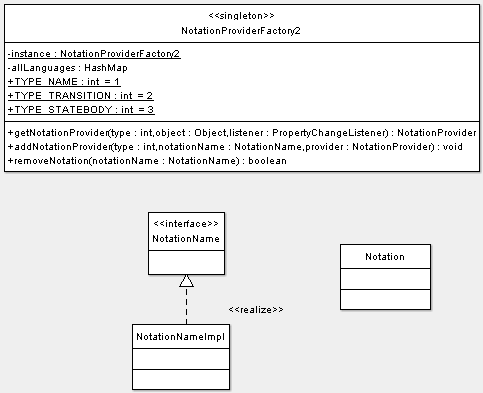 <<singleton>>
NotationProviderFactory2
-instance : NotationProviderFactory2
-allLanguages : HashMap
+TYPE_NAME : int = 1
+TYPE_TRANSITION : int = 2
+TYPE_STATEBODY : int = 3
+getNotationProvider(type : int,object : Object,listener : PropertyChangeListener) : NotationProvider
+addNotationProvider(type : int,notationName : NotationName,provider : NotationProvider) : void
+removeNotation(notationName : NotationName) : boolean
<<interface>>
NotationName
Notation
<<realize>>
NotationNameImpl